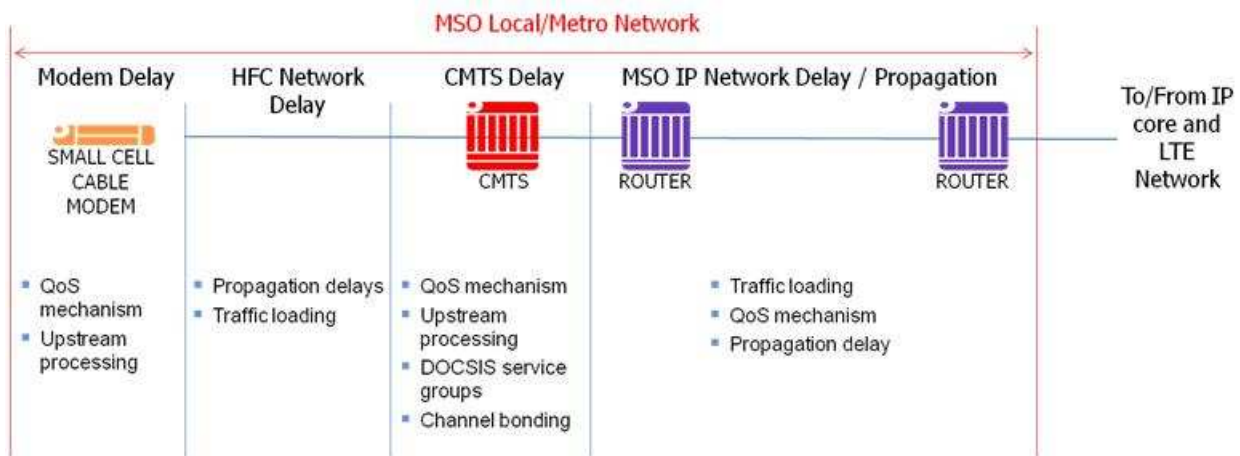 MSO Local/Metro Network
Modem Delay
HFC Network
Delay
CMTS Delay
MSO IP Network Delay / Propagation
SMALL CELL
CABLE
MODEM
CMTS
ROUTER
ROUTER
To/From IP
core and
LTE
Network
QoS
mechanism
Upstream
processing
Propagation delays
Traffic loading
QoS mechanism
Upstream
processing
DOCSIS service
groups
Channel bonding
Traffic loading
QoS mechanism
Propagation delay